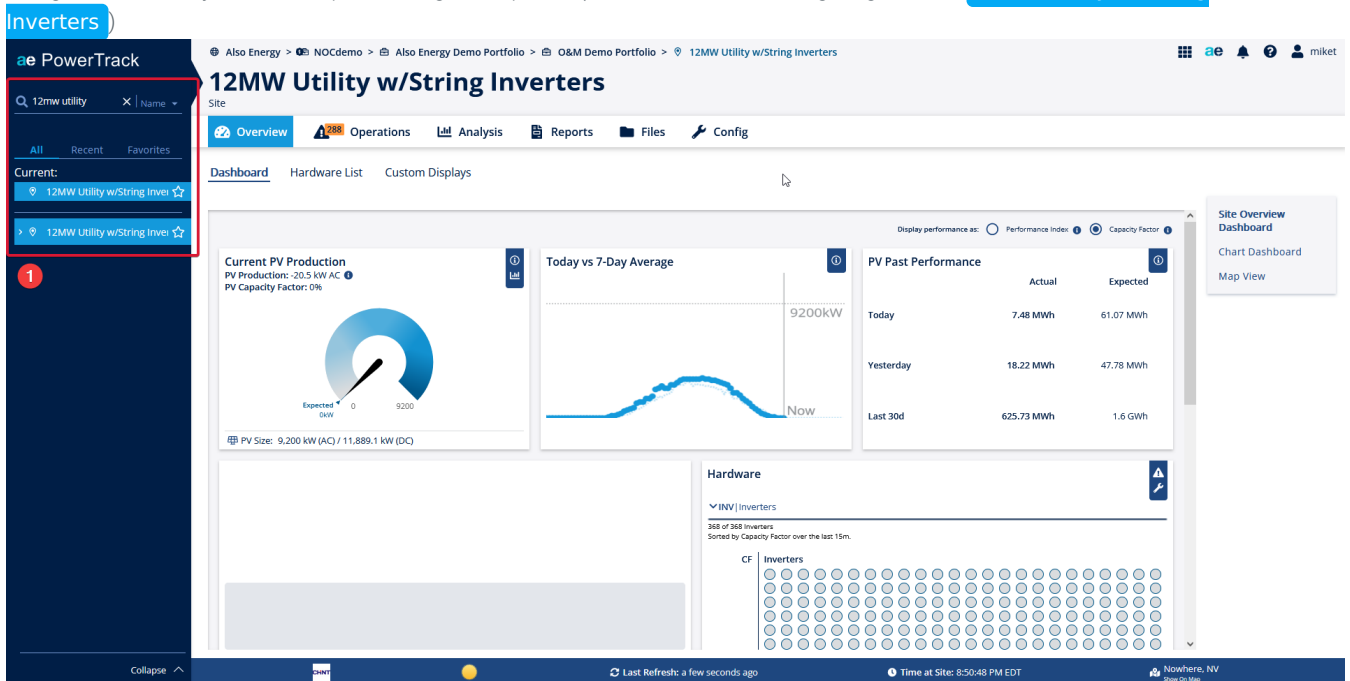 Inverters )
ae PowerTrack
Also Energy > NOCdemo > Also Energy Demo Portfolio > O&M Demo Portfolio > 12MW Utility w/String Inverters
ae miket
12MW Utility w/String Inverters
Site
12mw utility X Name
All Recent Favorites
Current:
12MW Utility w/String Inver
12MW Utility w/String Inver
1
Overview 288 Operations Analysis Reports Files Config
Dashboard Hardware List Custom Displays
Display performance as: Performance Index Capacity Factor
Site Overview
Dashboard
Chart Dashboard
Map View
Current PV Production
PV Production: -20.5 kW AC
PV Capacity Factor: 0%
Expected
0kW
0
9200
PV Size: 9,200 kW (AC) / 11,889.1 kW (DC)
Today vs 7-Day Average
9200kW
Now
PV Past Performance
Actual Expected
Today 7.48 MWh 61.07 MWh
Yesterday 18.22 MWh 47.78 MWh
Last 30d 625.73 MWh 1.6 GWh
Hardware
INV|Inverters
368 of 368 Inverters
Sorted by Capacity Factor over the last 15m.
CF Inverters
Collapse
CHNT
Last Refresh: a few seconds ago
Time at Site: 8:50:48 PM EDT
Nowhere, NV
Show On Map